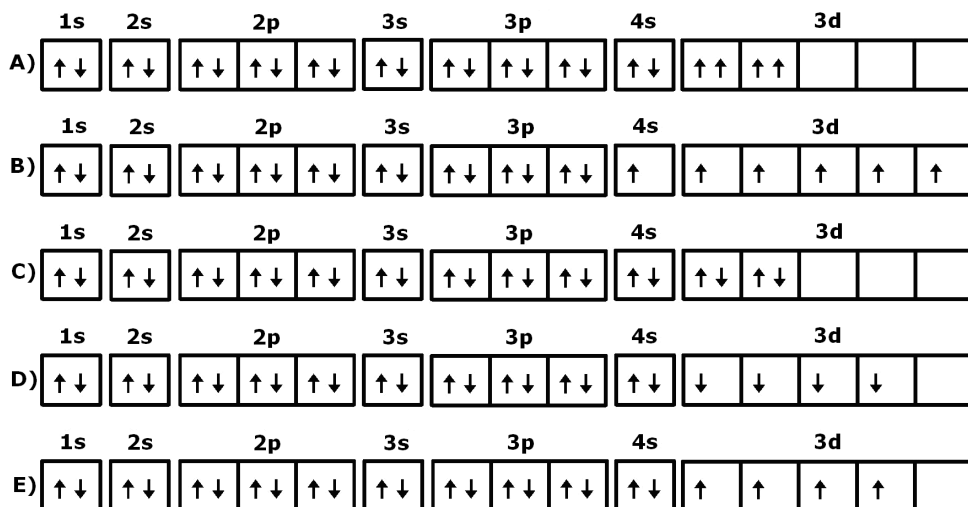 1s 2s 2p 3s 3p 4s 3d
A) ↑↓ ↑↓ ↑↓ ↑↓ ↑↓ ↑↓ ↑↓ ↑↓ ↑↓ ↑↓ ↑↑ ↑↑
1s 2s 2p 3s 3p 4s 3d
B) ↑↓ ↑↓ ↑↓ ↑↓ ↑↓ ↑↓ ↑↓ ↑↓ ↑↓ ↑ ↑ ↑ ↑ ↑ ↑
1s 2s 2p 3s 3p 4s 3d
C) ↑↓ ↑↓ ↑↓ ↑↓ ↑↓ ↑↓ ↑↓ ↑↓ ↑↓ ↑↓ ↑↓ ↑↓
1s 2s 2p 3s 3p 4s 3d
D) ↑↓ ↑↓ ↑↓ ↑↓ ↑↓ ↑↓ ↑↓ ↑↓ ↑↓ ↑↓ ↓ ↓ ↓ ↓
1s 2s 2p 3s 3p 4s 3d
E) ↑↓ ↑↓ ↑↓ ↑↓ ↑↓ ↑↓ ↑↓ ↑↓ ↑↓ ↑↓ ↑ ↑ ↑ ↑